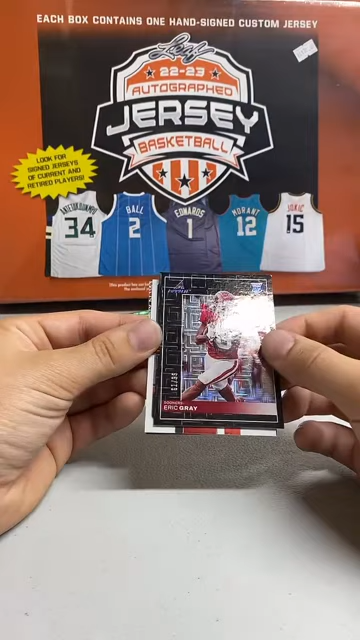 EACH BOX CONTAINS ONE HAND-SIGNED CUSTOM JERSEY
Leaf
22-23
AUTOGRAPHED
JERSEY
BASKETBALL
LOOK FOR
SIGNED JERSEYS
OF CURRENT AND
RETIRED PLAYERS!
ANTETOKOUNMPO
34
BALL
2
EDWARDS
1
MORANT
12
JOKIC
15
SOONERS
ERIC GRAY